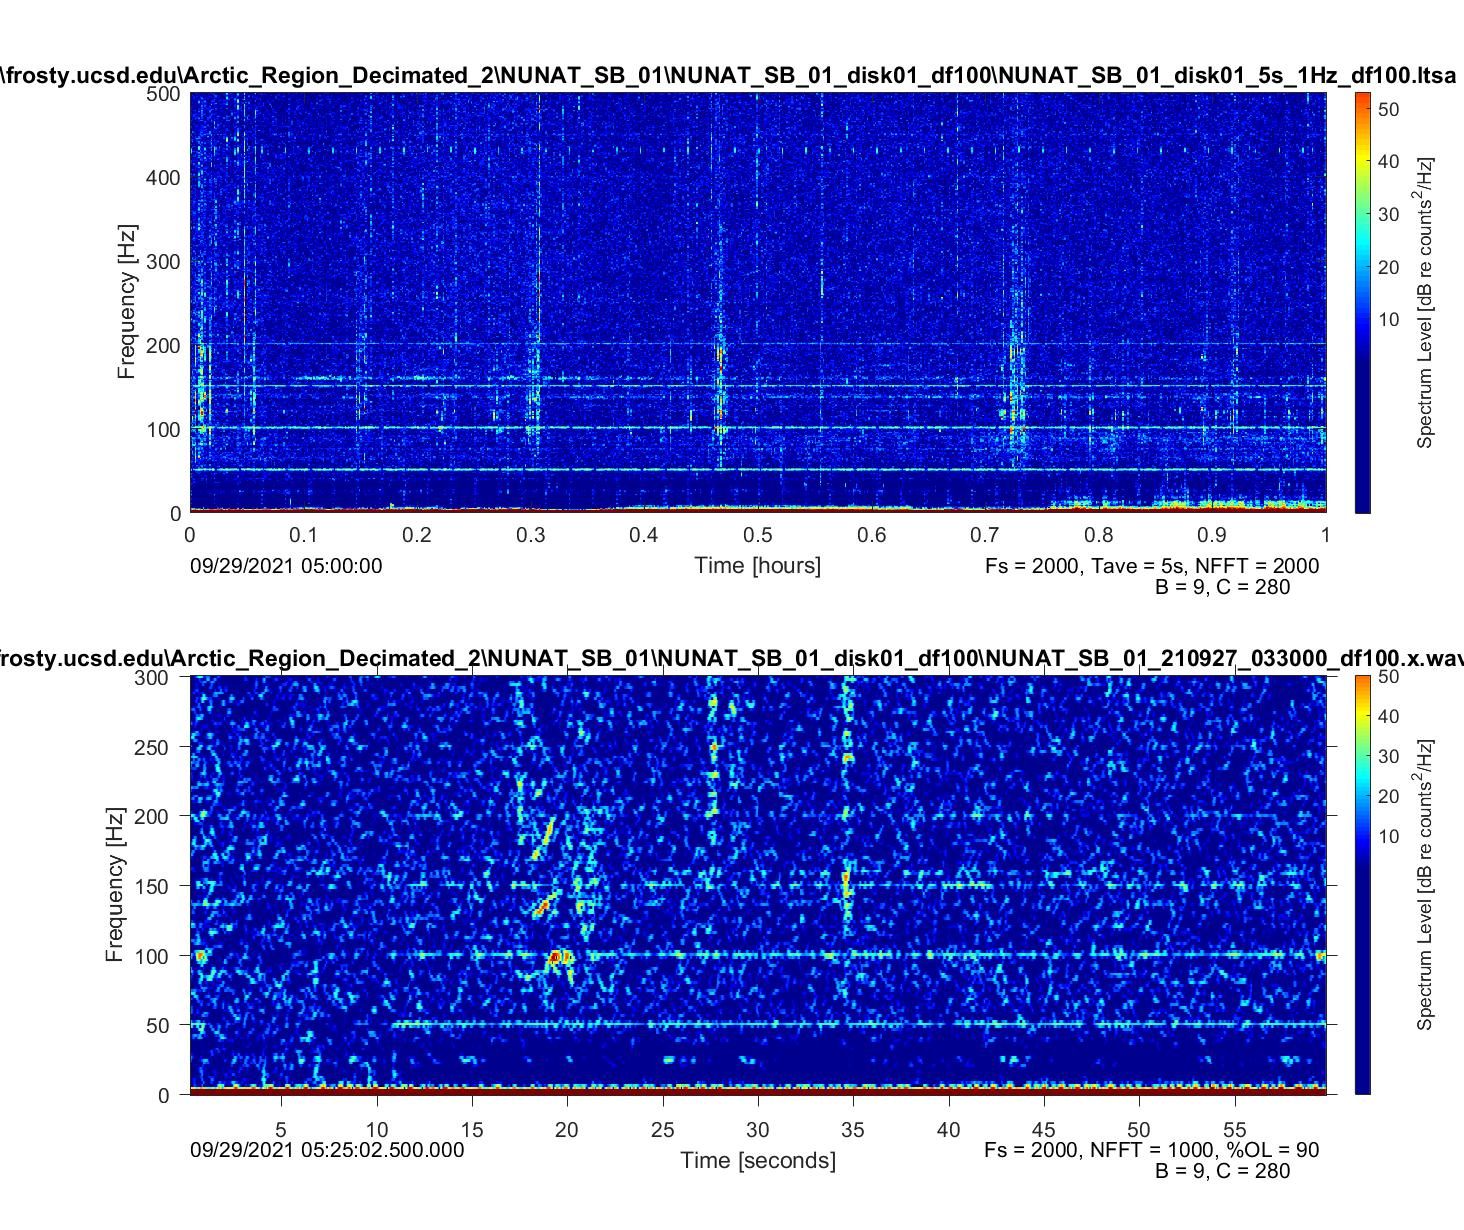 \frosty.ucsd.edu\Arctic_Region_Decimated_2\NUNAT_SB_01\NUNAT_SB_01_disk01_df100\NUNAT_SB_01_disk01_5s_1Hz_df100.ltsa
500
400
300
200
100
0
Frequency [Hz]
0 0.1 0.2 0.3 0.4 0.5 0.6 0.7 0.8 0.9 1
Time [hours]
09/29/2021 05:00:00
Fs = 2000, Tave = 5s, NFFT = 2000
B = 9, C = 280
50
40
30
20
10
Spectrum Level [dB re counts²/Hz]
frosty.ucsd.edu\Arctic_Region_Decimated_2\NUNAT_SB_01\NUNAT_SB_01_disk01_df100\NUNAT_SB_01_210927_033000_df100.x.wav
300
250
200
150
100
50
0
Frequency [Hz]
5 10 15 20 25 30 35 40 45 50 55
Time [seconds]
09/29/2021 05:25:02.500.000
Fs = 2000, NFFT = 1000, %OL = 90
B = 9, C = 280
50
40
30
20
10
Spectrum Level [dB re counts²/Hz]